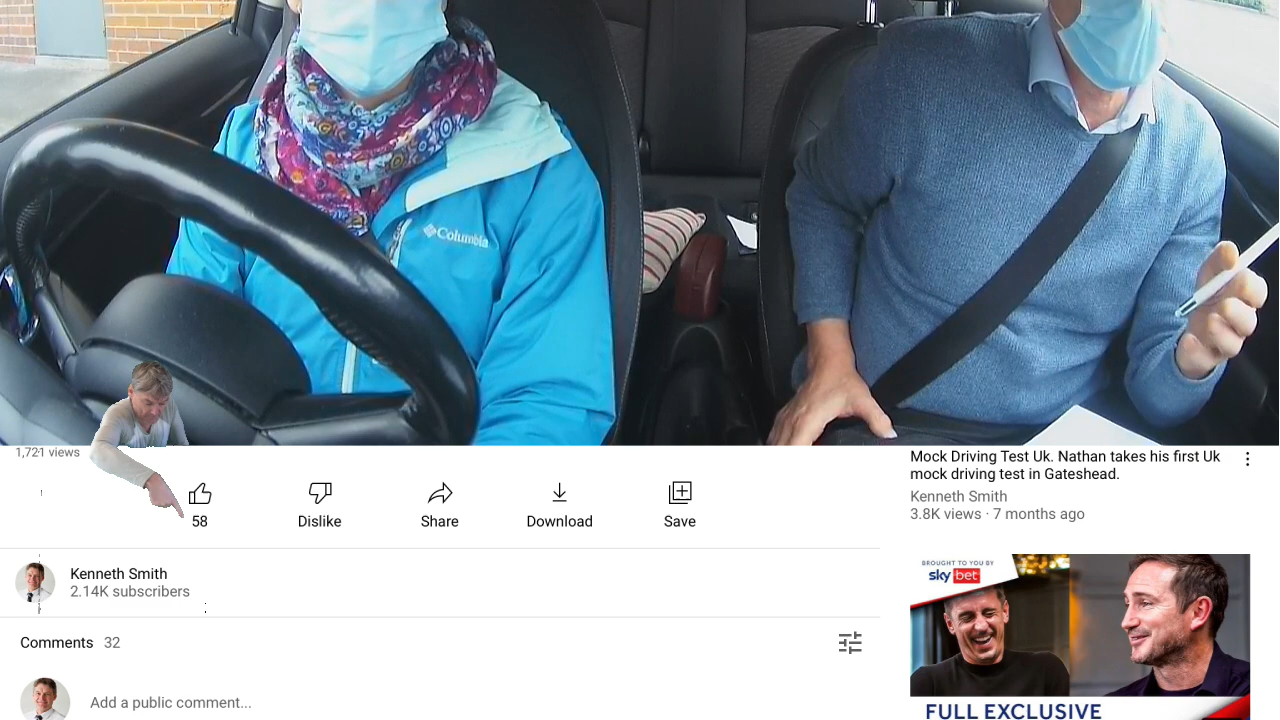 Columbia
1,721 views
58
Dislike
Share
Download
Save
Kenneth Smith
2.14K subscribers
Comments 32
Add a public comment...
Mock Driving Test Uk. Nathan takes his first Uk
mock driving test in Gateshead.
Kenneth Smith
3.8K views · 7 months ago
BROUGHT TO YOU BY
sky bet
FULL EXCLUSIVE